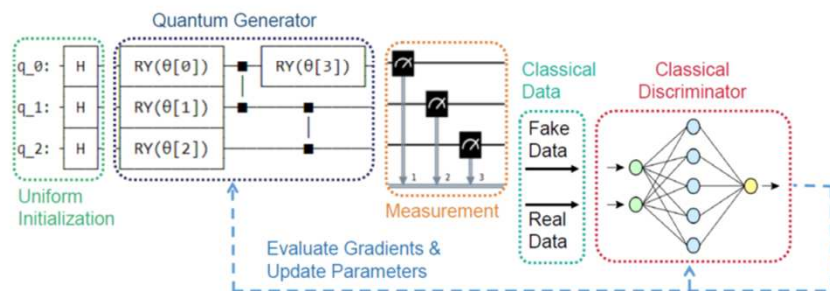 Quantum Generator
q_0:
H
RY(θ[0])
RY(θ[3])
q_1:
H
RY(θ[1])
q_2:
H
RY(θ[2])
1
2
3
Uniform
Initialization
Measurement
Classical
Data
Fake
Data
Real
Data
Classical
Discriminator
Evaluate Gradients &
Update Parameters